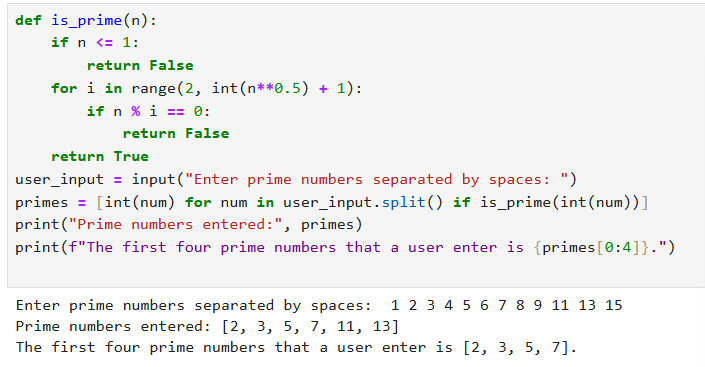 def is_prime(n):
    if n <= 1:
        return False
    for i in range(2, int(n**0.5) + 1):
        if n % i == 0:
            return False
    return True
user_input = input("Enter prime numbers separated by spaces: ")
primes = [int(num) for num in user_input.split() if is_prime(int(num))]
print("Prime numbers entered:", primes)
print(f"The first four prime numbers that a user enter is {primes[0:4]}.")
Enter prime numbers separated by spaces:  1 2 3 4 5 6 7 8 9 11 13 15
Prime numbers entered: [2, 3, 5, 7, 11, 13]
The first four prime numbers that a user enter is [2, 3, 5, 7].